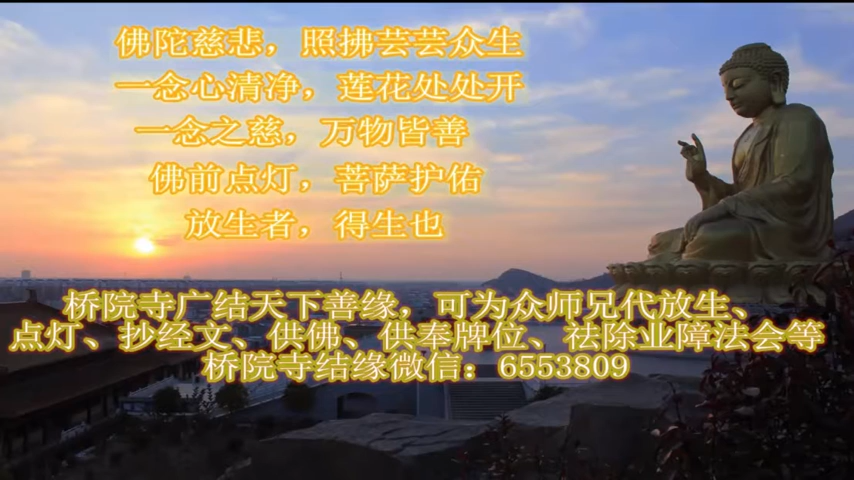 佛陀慈悲，照拂芸芸众生
一念心清净，莲花处处开
一念之慈，万物皆善
佛前点灯，菩萨护佑
放生者，得生也
桥院寺广结天下善缘，可为众师兄代放生、
点灯、抄经文、供佛、供奉牌位、祛除业障法会等
桥院寺结缘微信：6553809